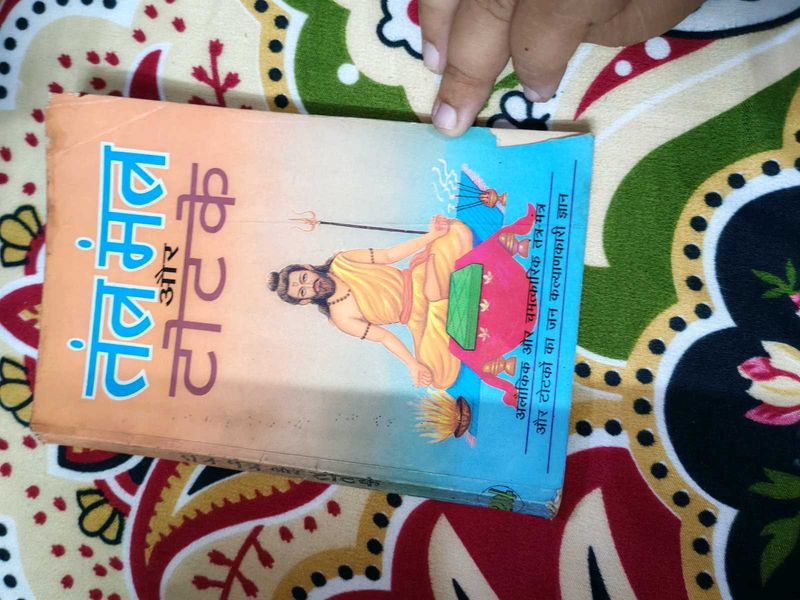 तंत्र मंत्र
और
टोटके
अलौकिक और चमत्कारिक तंत्र-मंत्र
और टोटकों का जन कल्याणकारी ज्ञान